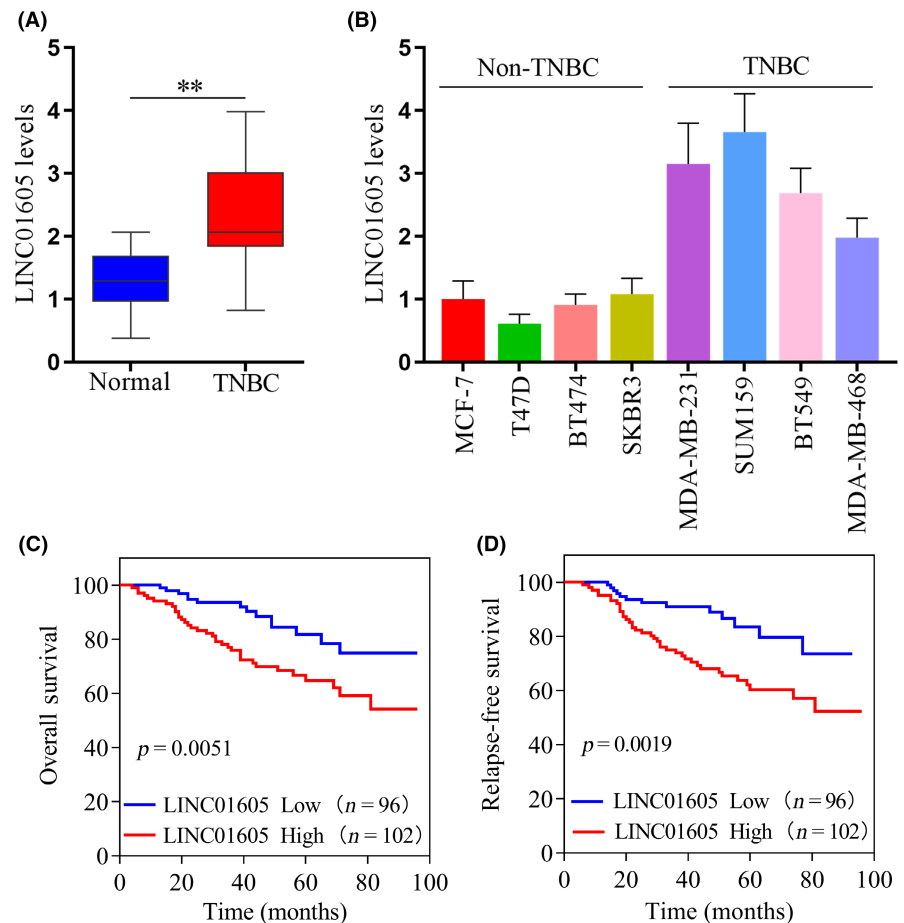 (A)
LINC01605 levels
5
4
3
2
1
0
**
Normal
TNBC
(B)
LINC01605 levels
5
4
3
2
1
0
Non-TNBC
TNBC
MCF-7
T47D
BT474
SKBR3
MDA-MB-231
SUM159
BT549
MDA-MB-468
(C)
Overall survival
100
80
60
40
20
0
p = 0.0051
LINC01605 Low (n = 96)
LINC01605 High (n = 102)
0 20 40 60 80 100
Time (months)
(D)
Relapse-free survival
100
80
60
40
20
0
p = 0.0019
LINC01605 Low (n = 96)
LINC01605 High (n = 102)
0 20 40 60 80 100
Time (months)